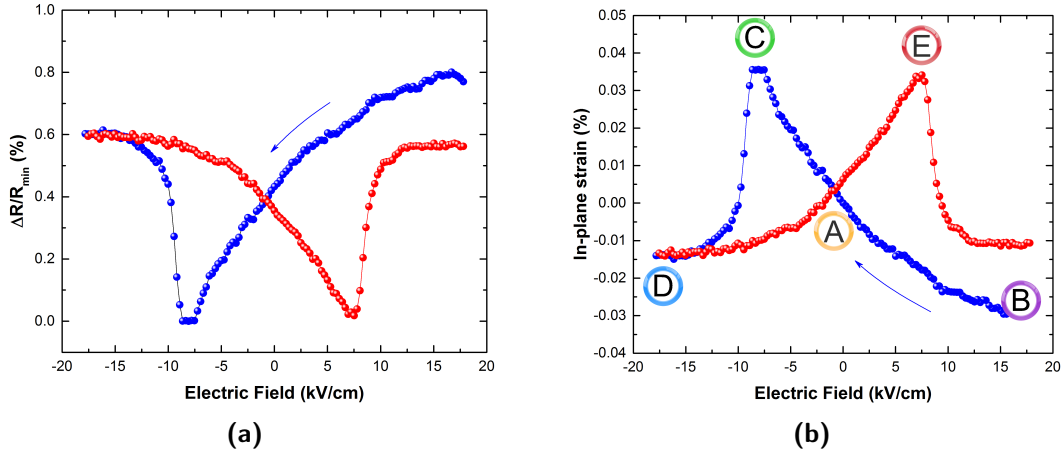 1.0
0.8
0.6
0.4
0.2
0.0
ΔR/R_min (%)
-20 -15 -10 -5 0 5 10 15 20
Electric Field (kV/cm)
(a)
0.05
0.04
0.03
0.02
0.01
0.00
-0.01
-0.02
-0.03
-0.04
In-plane strain (%)
C
E
A
D
B
-20 -15 -10 -5 0 5 10 15 20
Electric Field (kV/cm)
(b)